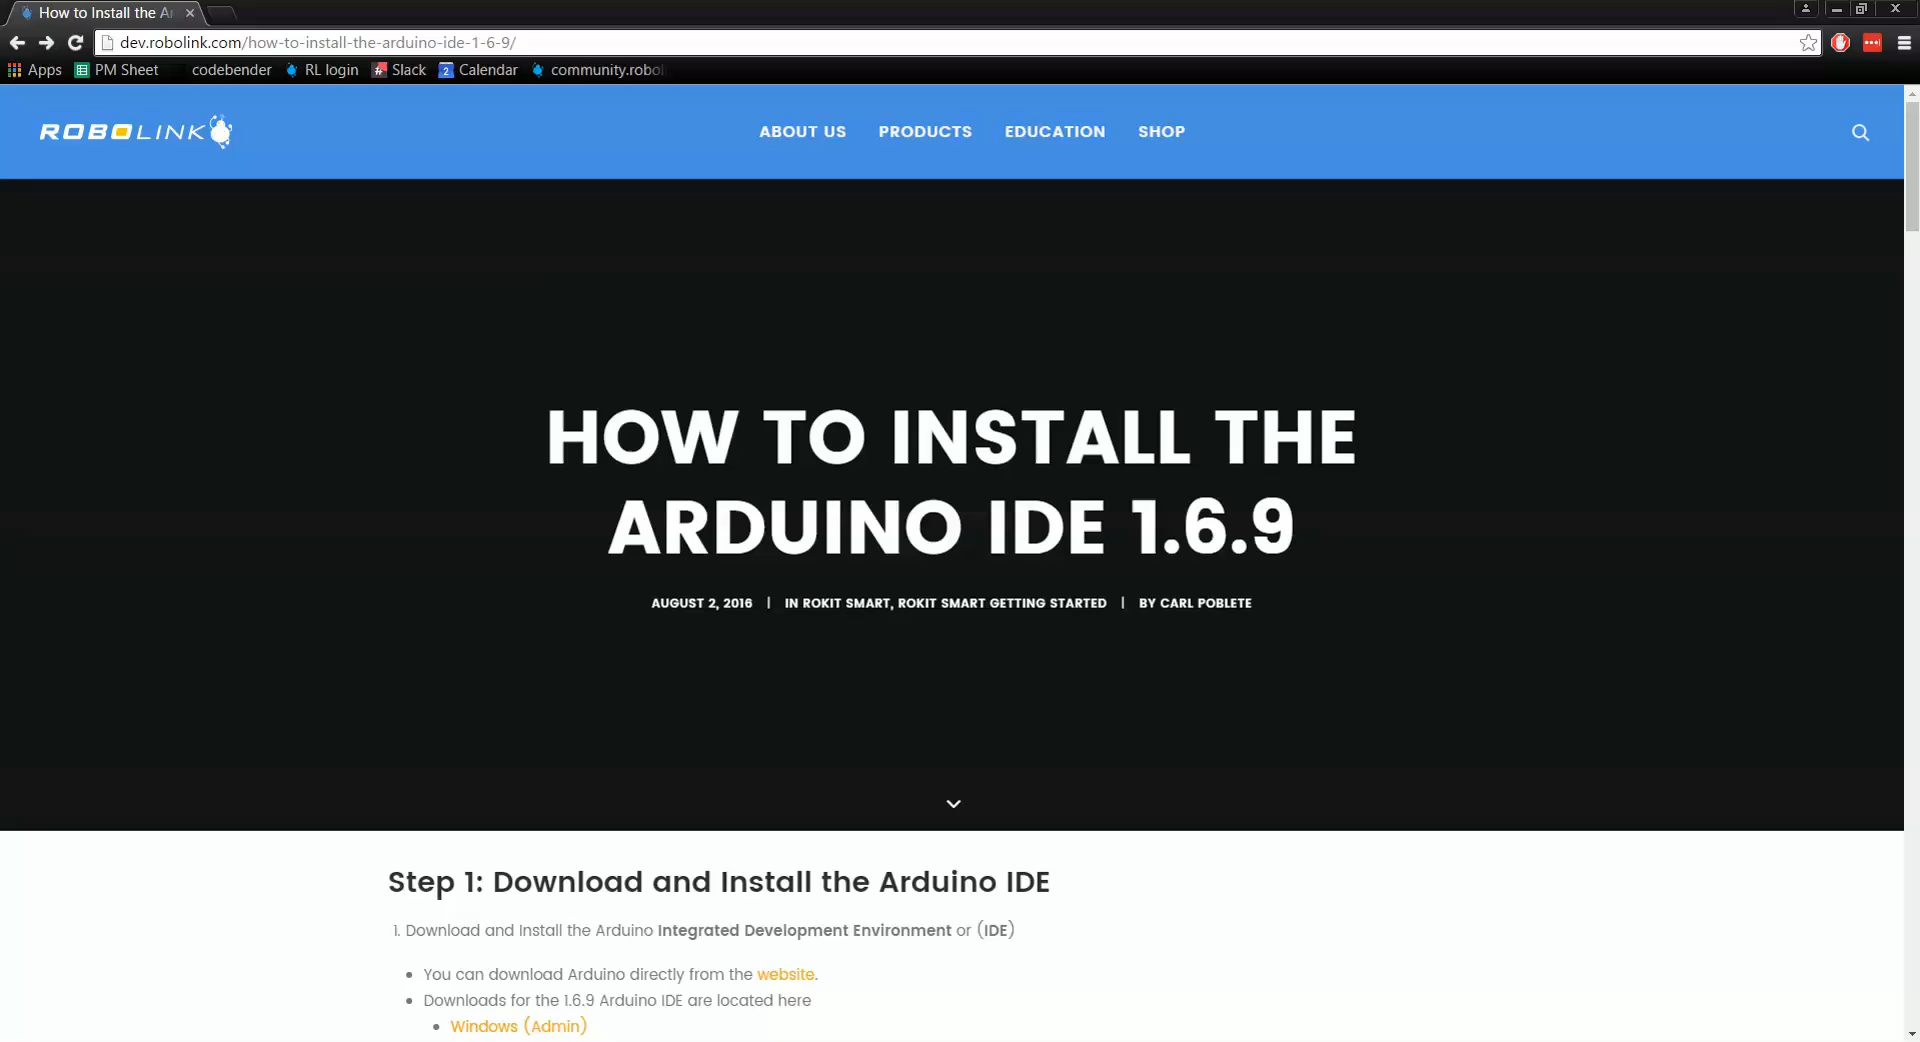 How to Install the A
dev.robolink.com/how-to-install-the-arduino-ide-1-6-9/
Apps PM Sheet codebender RL login Slack 2 Calendar community.robol
ROBOLINK ABOUT US PRODUCTS EDUCATION SHOP
HOW TO INSTALL THE
ARDUINO IDE 1.6.9
AUGUST 2, 2016 | IN ROKIT SMART, ROKIT SMART GETTING STARTED | BY CARL POBLETE
Step 1: Download and Install the Arduino IDE
1. Download and Install the Arduino Integrated Development Environment or (IDE)
You can download Arduino directly from the website.
Downloads for the 1.6.9 Arduino IDE are located here
Windows (Admin)